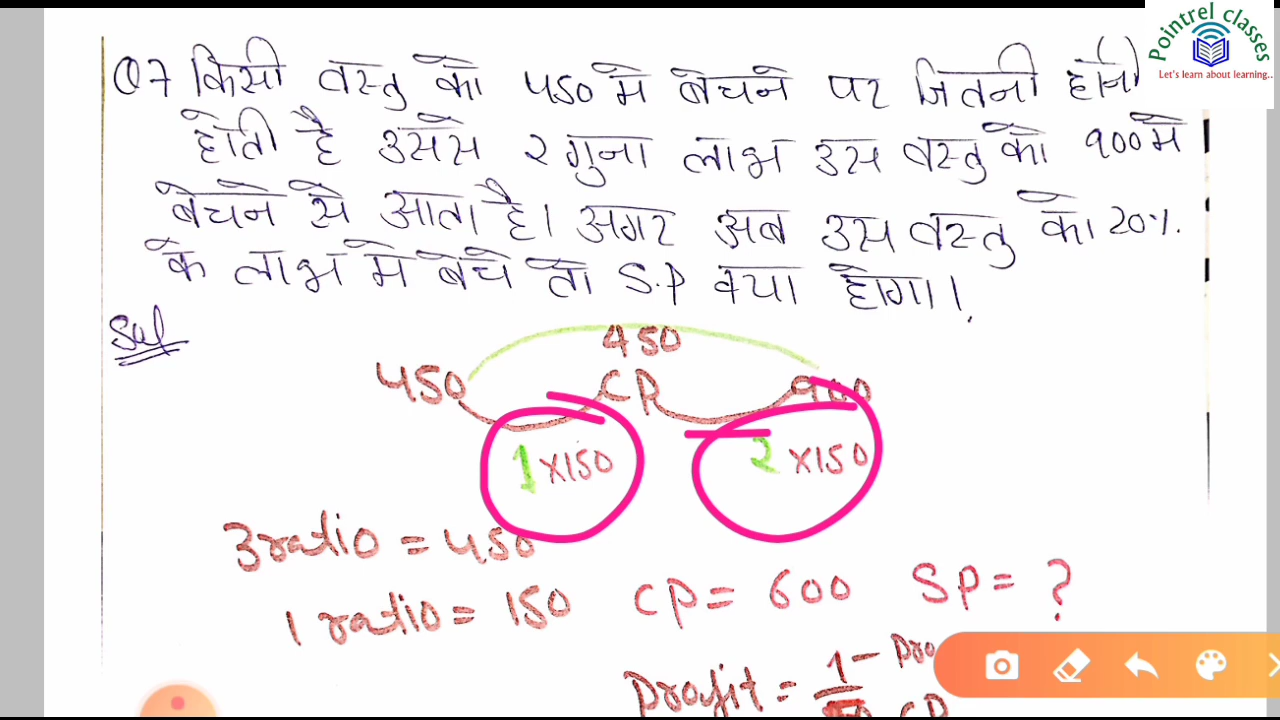 Pointrel classes
Let's learn about learning..
Q7 किसी वस्तु को 450 मे बेचने पर जितनी हानी
होती है उससे 2 गुना लाभ उस वस्तु को 900 मे
बेचने से आता है। अगर अब उस वस्तु को 20%
के लाभ मे बेचे तो S.P क्या होगा।
Sol
450
450 CP 900
1 x150 2 x150
3 ratio = 450
1 ratio = 150 CP = 600 SP = ?
Profit = 1 -